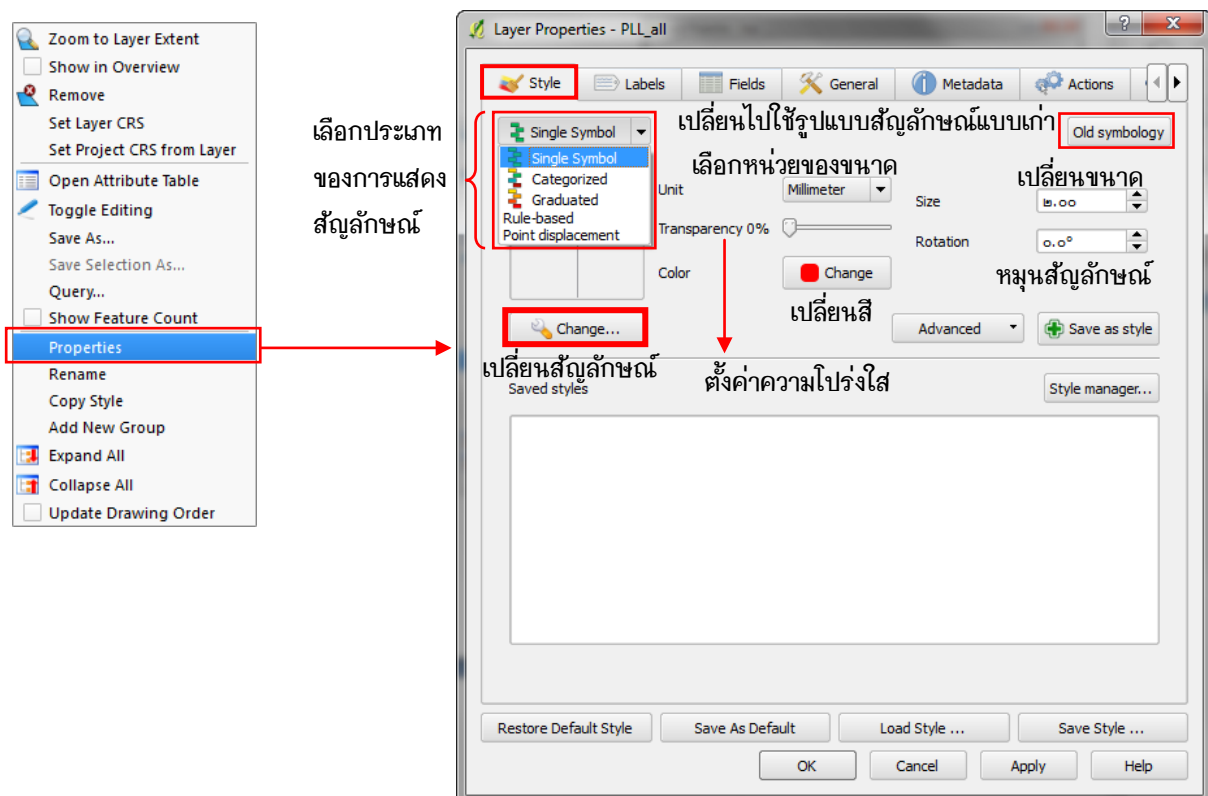 Zoom to Layer Extent
Show in Overview
Remove
Set Layer CRS
Set Project CRS from Layer
Open Attribute Table
Toggle Editing
Save As...
Save Selection As...
Query...
Show Feature Count
Properties
Rename
Copy Style
Add New Group
Expand All
Collapse All
Update Drawing Order
เลือกประเภท
ของการแสดง
สัญลักษณ์
Layer Properties - PLL_all
Style
Labels
Fields
General
Metadata
Actions
Single Symbol
เปลี่ยนไปใช้รูปแบบสัญลักษณ์แบบเก่า
Old symbology
Single Symbol
Categorized
Graduated
Rule-based
Point displacement
เลือกหน่วยของขนาด
Unit
Millimeter
เปลี่ยนขนาด
Size
๒.๐๐
Transparency 0%
Rotation
๐.๐°
หมุนสัญลักษณ์
Color
Change
เปลี่ยนสี
Change...
Advanced
Save as style
เปลี่ยนสัญลักษณ์
ตั้งค่าความโปร่งใส่
Saved styles
Style manager...
Restore Default Style
Save As Default
Load Style ...
Save Style ...
OK
Cancel
Apply
Help